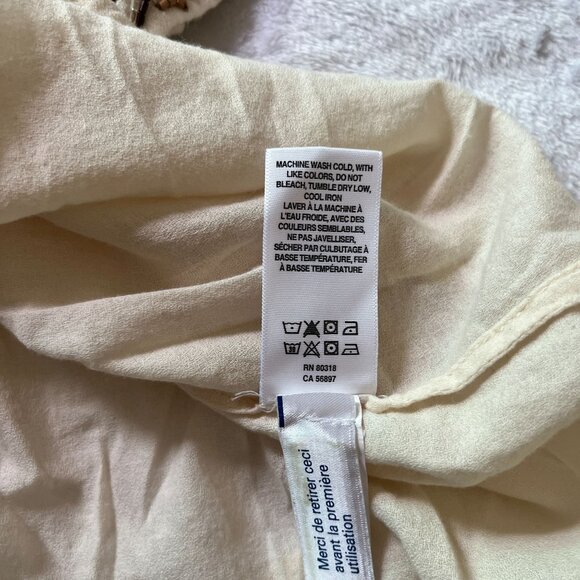 MACHINE WASH COLD, WITH
LIKE COLORS, DO NOT
BLEACH, TUMBLE DRY LOW,
COOL IRON
LAVER À LA MACHINE À
L'EAU FROIDE, AVEC DES
COULEURS SEMBLABLES,
NE PAS JAVELLISER,
SÉCHER PAR CULBUTAGE À
BASSE TEMPÉRATURE, FER
À BASSE TEMPÉRATURE
30
RN 80318
CA 55897
Merci de retirer ceci
avant la première
utilisation